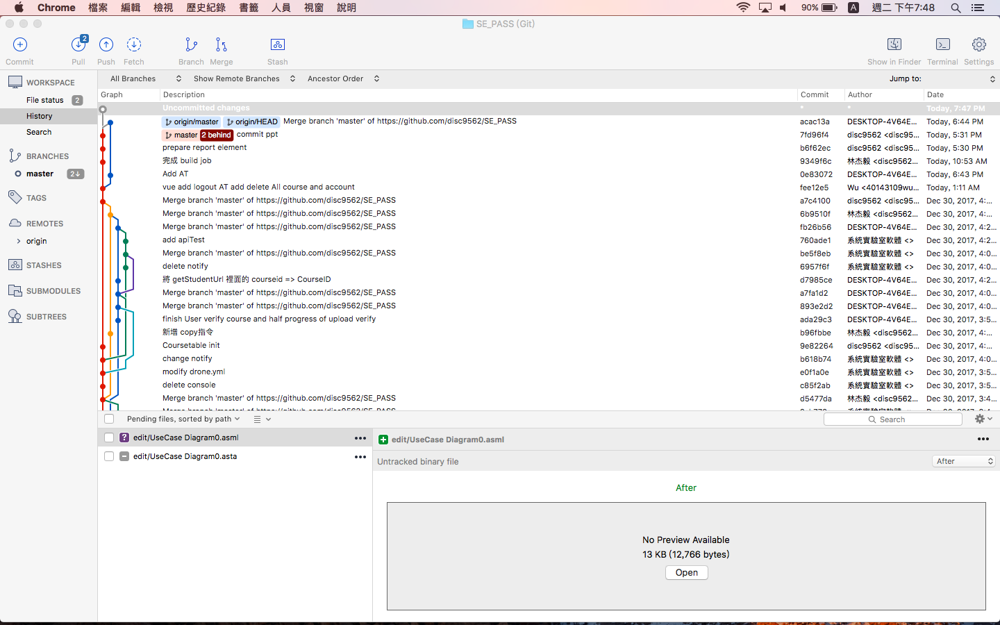 Chrome 檔案 編輯 檢視 歷史紀錄 書籤 人員 視窗 說明 90% A 週二 下午7:48
SE_PASS (Git)
2
Commit Pull Push Fetch Branch Merge Stash Show in Finder Terminal Settings
All Branches Show Remote Branches Ancestor Order Jump to:
WORKSPACE
File status 2
History
Search
BRANCHES
master 2↓
TAGS
REMOTES
origin
STASHES
SUBMODULES
SUBTREES
Graph Description Commit Author Date
Uncommitted changes * * Today, 7:47 PM
origin/master origin/HEAD Merge branch 'master' of https://github.com/disc9562/SE_PASS acac13a DESKTOP-4V64E... Today, 6:44 PM
master 2 behind commit ppt 7fd96f4 disc9562 <disc95... Today, 5:31 PM
prepare report element b6f62ec disc9562 <disc95... Today, 5:30 PM
完成 build job 9349f6c 林杰毅 <disc9562... Today, 10:53 AM
Add AT 0e83072 DESKTOP-4V64E... Today, 6:43 PM
vue add logout AT add delete All course and account fee12e5 Wu <40143109wu... Today, 1:11 AM
Merge branch 'master' of https://github.com/disc9562/SE_PASS a7c4100 disc9562 <disc95... Dec 30, 2017, 4:...
Merge branch 'master' of https://github.com/disc9562/SE_PASS 6b9510f 林杰毅 <disc9562... Dec 30, 2017, 4:...
Merge branch 'master' of https://github.com/disc9562/SE_PASS fb26b56 DESKTOP-4V64E... Dec 30, 2017, 4:2...
add apiTest 760ade1 系統實驗室軟體 <> Dec 30, 2017, 4:2...
Merge branch 'master' of https://github.com/disc9562/SE_PASS be5f8eb 系統實驗室軟體 <> Dec 30, 2017, 4:0...
delete notify 6957f6f 系統實驗室軟體 <> Dec 30, 2017, 4:0...
將 getStudentUrl 裡面的 courseid => CourseID d7985ce DESKTOP-4V64E... Dec 30, 2017, 4:2...
Merge branch 'master' of https://github.com/disc9562/SE_PASS a7fa1d2 DESKTOP-4V64E... Dec 30, 2017, 4:0...
Merge branch 'master' of https://github.com/disc9562/SE_PASS 893e2d2 DESKTOP-4V64E... Dec 30, 2017, 4:0...
finish User verify course and half progress of upload verify ada29c3 DESKTOP-4V64E... Dec 30, 2017, 3:5...
新增 copy指令 b96fbbe 林杰毅 <disc9562... Dec 30, 2017, 4:...
Coursetable init 9e82264 disc9562 <disc95... Dec 30, 2017, 4:...
change notify b618b74 系統實驗室軟體 <> Dec 30, 2017, 4:0...
modify drone.yml e0f1a0e 系統實驗室軟體 <> Dec 30, 2017, 3:5...
delete console c85f2ab 系統實驗室軟體 <> Dec 30, 2017, 3:5...
Merge branch 'master' of https://github.com/disc9562/SE_PASS d5477da 林杰毅 <disc9562... Dec 30, 2017, 3:4...
Pending files, sorted by path Search
? edit/UseCase Diagram0.asml •••
edit/UseCase Diagram0.asta •••
edit/UseCase Diagram0.asml •••
Untracked binary file After
After
No Preview Available
13 KB (12,766 bytes)
Open